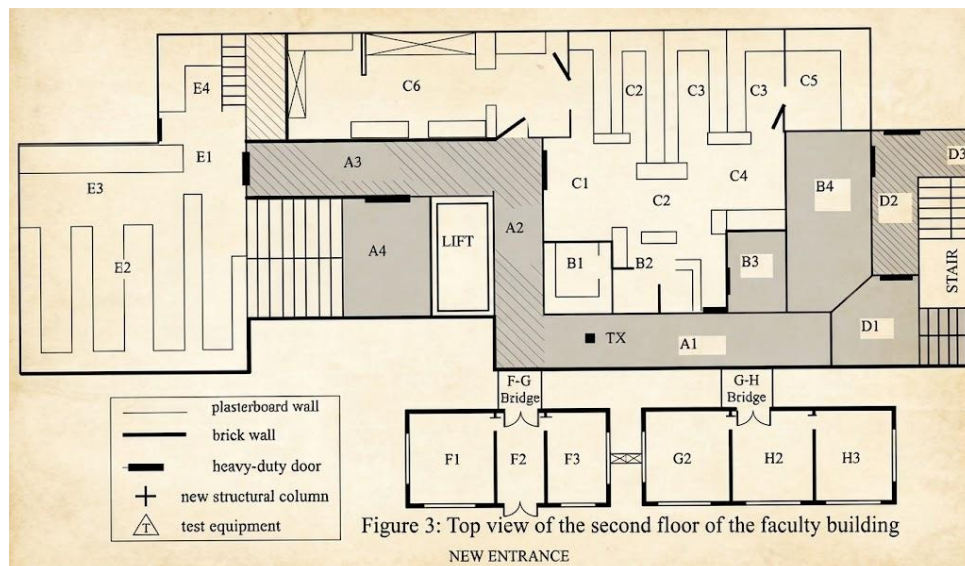 E4
C6
C2
C3
C3
C5
E1
A3
D3
E3
C1
C4
B4
C2
D2
A2
A4
LIFT
B1
B2
B3
E2
STAIR
TX
A1
D1
F-G
Bridge
G-H
Bridge
plasterboard wall
brick wall
heavy-duty door
new structural column
T
test equipment
F1
F2
F3
G2
H2
H3
Figure 3: Top view of the second floor of the faculty building
NEW ENTRANCE